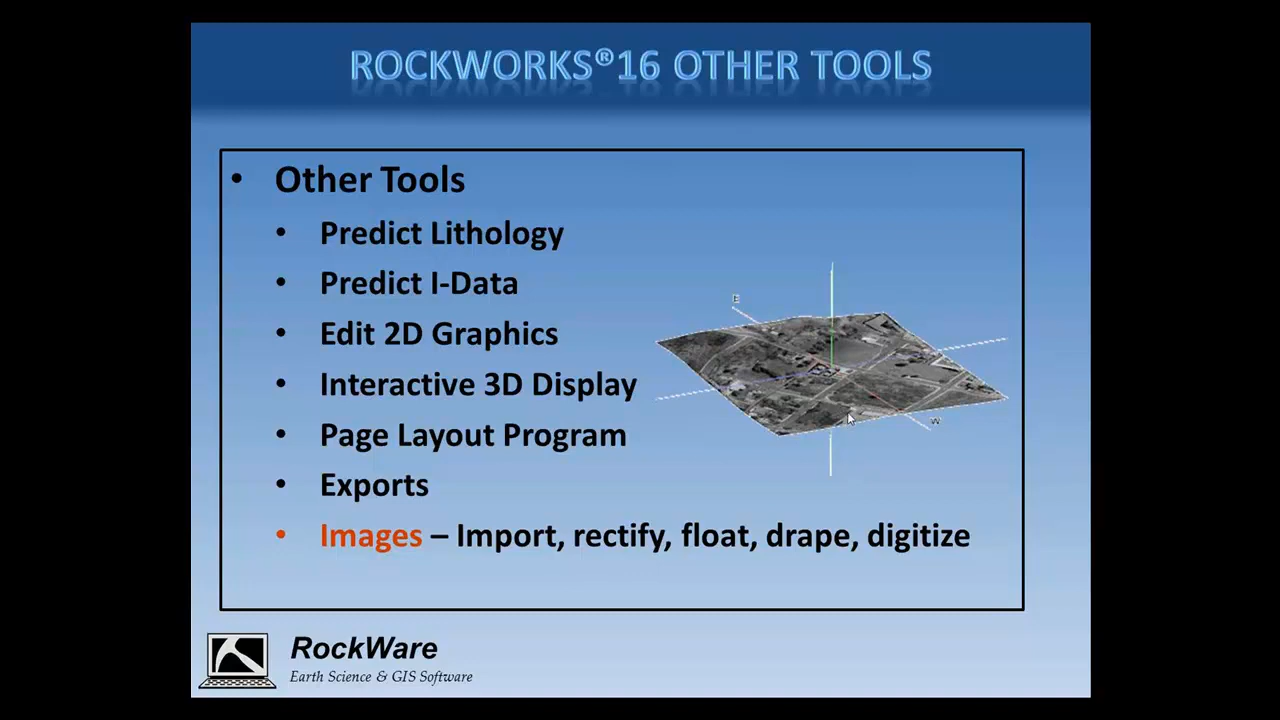 ROCKWORKS®16 OTHER TOOLS
• Other Tools
• Predict Lithology
• Predict I-Data
• Edit 2D Graphics
• Interactive 3D Display
• Page Layout Program
• Exports
• Images – Import, rectify, float, drape, digitize
E
W
RockWare
Earth Science & GIS Software